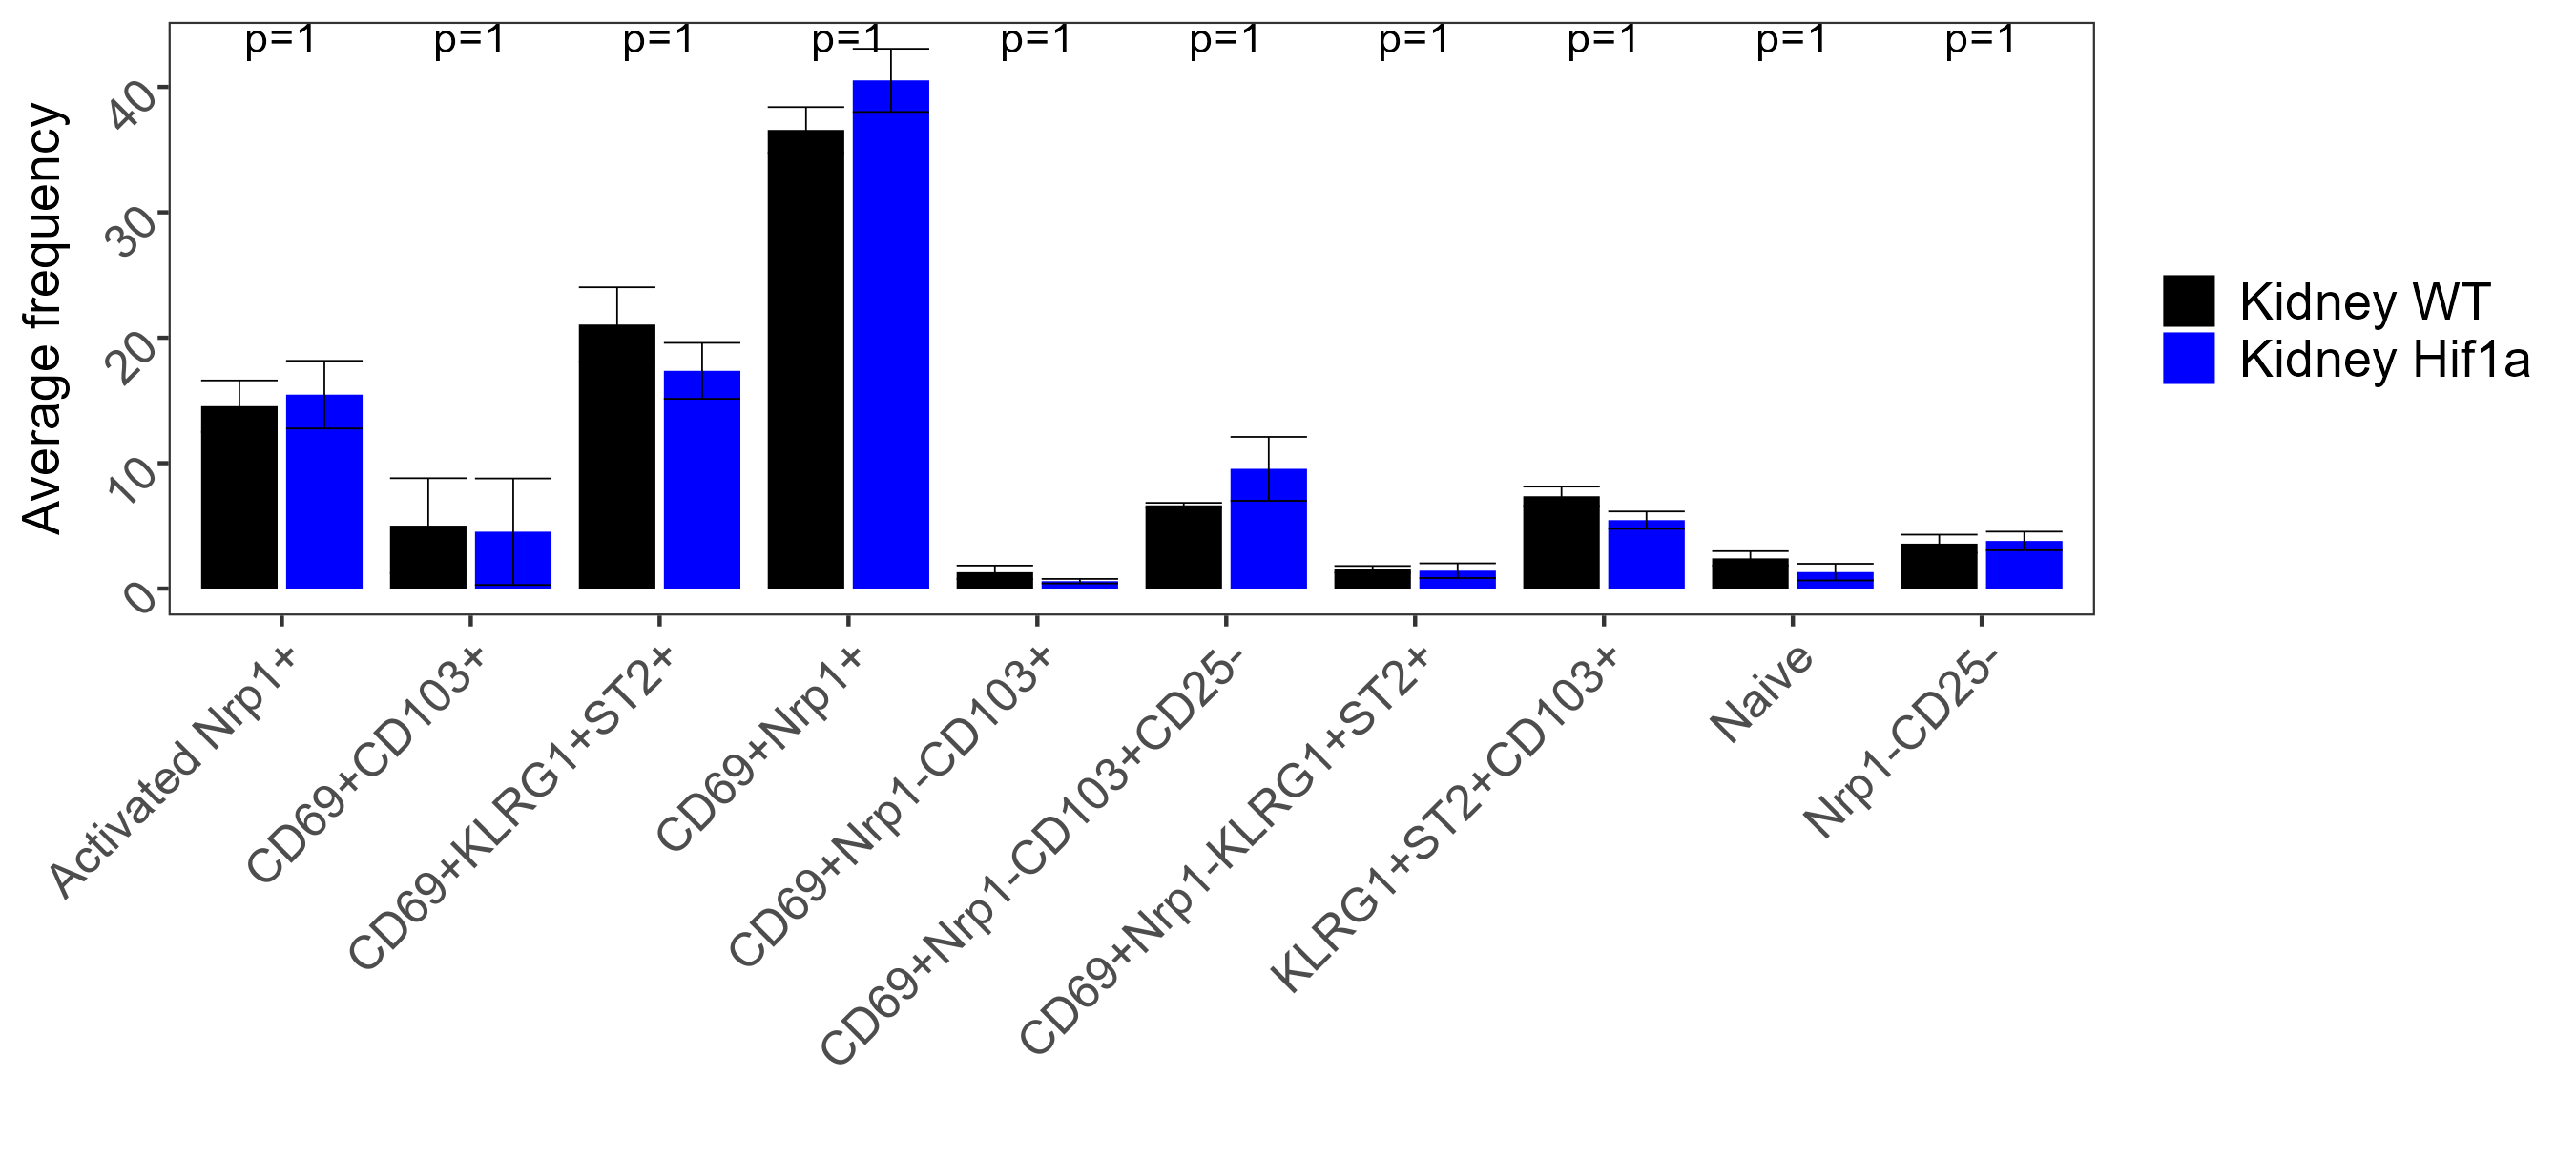 p=1 p=1 p=1 p=1 p=1 p=1 p=1 p=1 p=1 p=1
Average frequency
40
30
20
10
0
Kidney WT
Kidney Hif1a
Activated Nrp1+
CD69+CD103+
CD69+KLRG1+ST2+
CD69+Nrp1+
CD69+Nrp1-CD103+
CD69+Nrp1-CD103+CD25-
CD69+Nrp1-KLRG1+ST2+
KLRG1+ST2+CD103+
Naive
Nrp1-CD25-